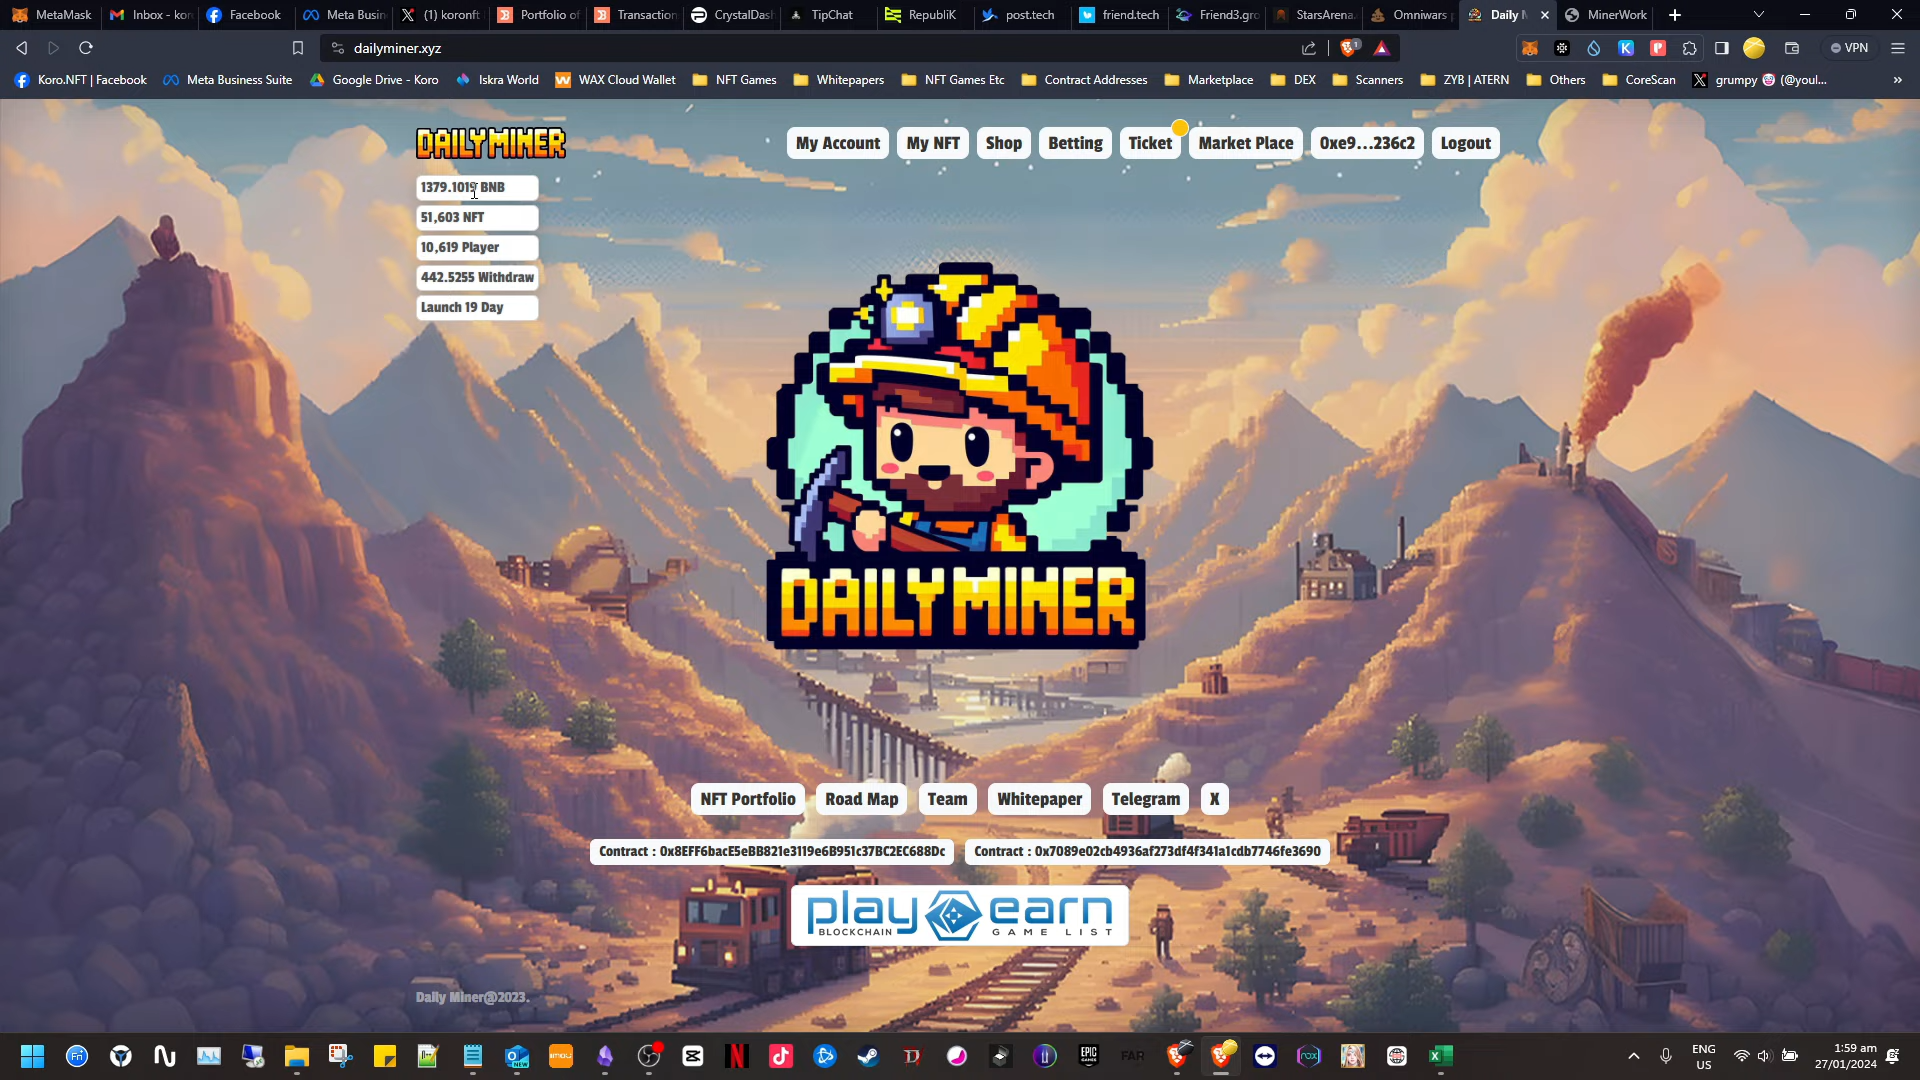 MetaMask
Inbox - kor
Facebook
Meta Busin
(1) koronft
Portfolio of
Transaction
CrystalDash
TipChat
RepubliK
post.tech
friend.tech
Friend3.gro
StarsArena.
Omniwars
Daily M
MinerWork
dailyminer.xyz
1
VPN
Koro.NFT | Facebook
Meta Business Suite
Google Drive - Koro
Iskra World
WAX Cloud Wallet
NFT Games
Whitepapers
NFT Games Etc
Contract Addresses
Marketplace
DEX
Scanners
ZYB | ATERN
Others
CoreScan
grumpy 🤡 (@youl...
DAILY MINER
My Account
My NFT
Shop
Betting
Ticket
Market Place
0xe9...236c2
Logout
1379.1019 BNB
51,603 NFT
10,619 Player
442.5255 Withdraw
Launch 19 Day
DAILY MINER
NFT Portfolio
Road Map
Team
Whitepaper
Telegram
X
Contract : 0x8EFF6bacE5eBB821e3119e6B951c37BC2EC688Dc
Contract : 0x7089e02cb4936af273df4f341a1cdb7746fe3690
play earn
BLOCKCHAIN GAME LIST
Daily Miner@2023.
ENG
US
1:59 am
27/01/2024